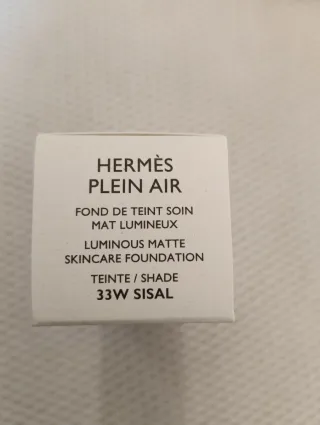 HERMÈS
PLEIN AIR
FOND DE TEINT SOIN
MAT LUMINEUX
LUMINOUS MATTE
SKINCARE FOUNDATION
TEINTE / SHADE
33W SISAL